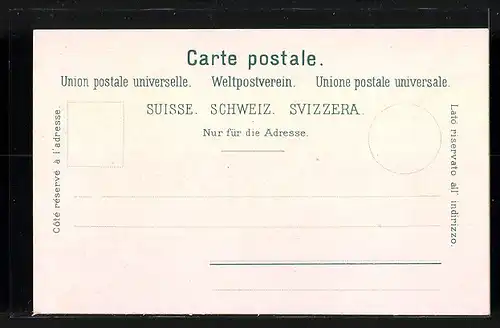 Carte postale.
Union postale universelle. Weltpostverein. Unione postale universale.
SUISSE. SCHWEIZ. SVIZZERA.
Nur für die Adresse.
Côté réservé à l'adresse.
Lato riservato all' indirizzo.